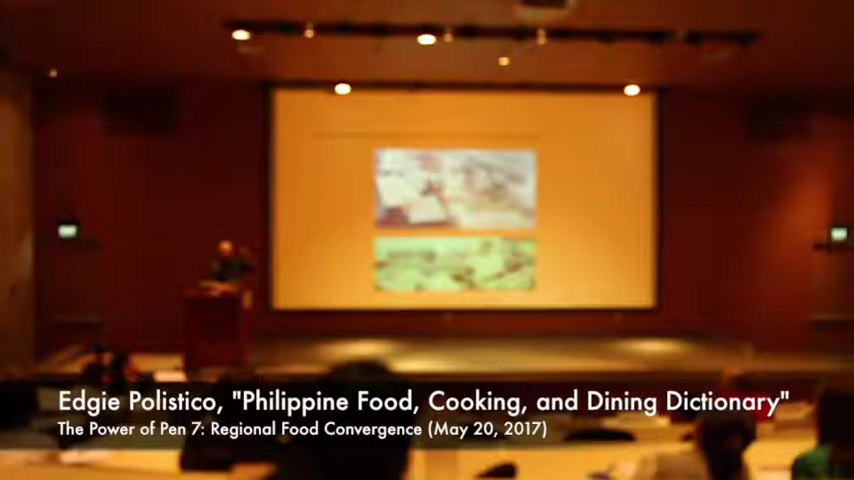 Edgie Polistico, "Philippine Food, Cooking, and Dining Dictionary"
The Power of Pen 7: Regional Food Convergence (May 20, 2017)